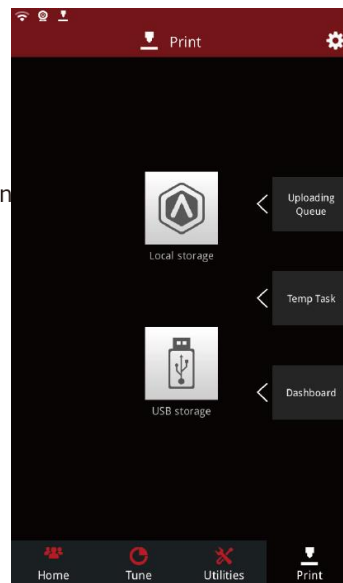 Print
n
Uploading
Queue
Local storage
Temp Task
Dashboard
USB storage
Home
Tune
Utilities
Print